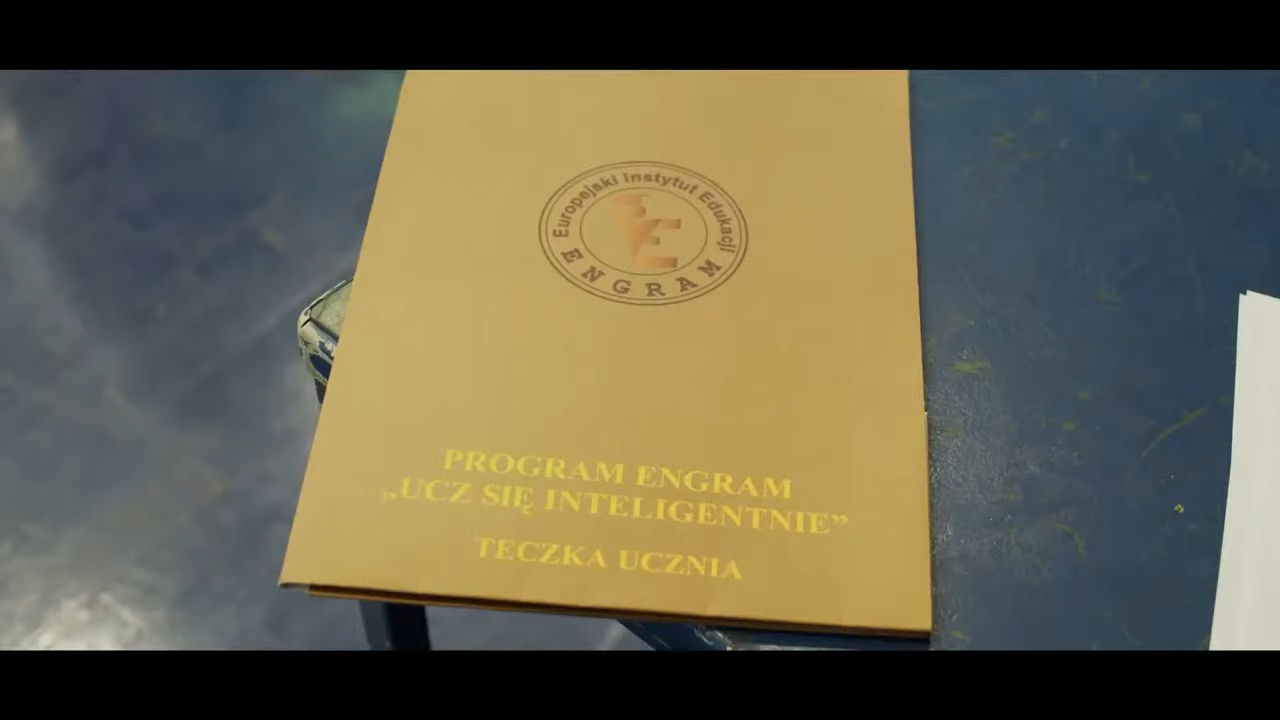 Europejski Instytut Edukacji
ENGRAM
PROGRAM ENGRAM
„UCZ SIĘ INTELIGENTNIE”
TECZKA UCZNIA